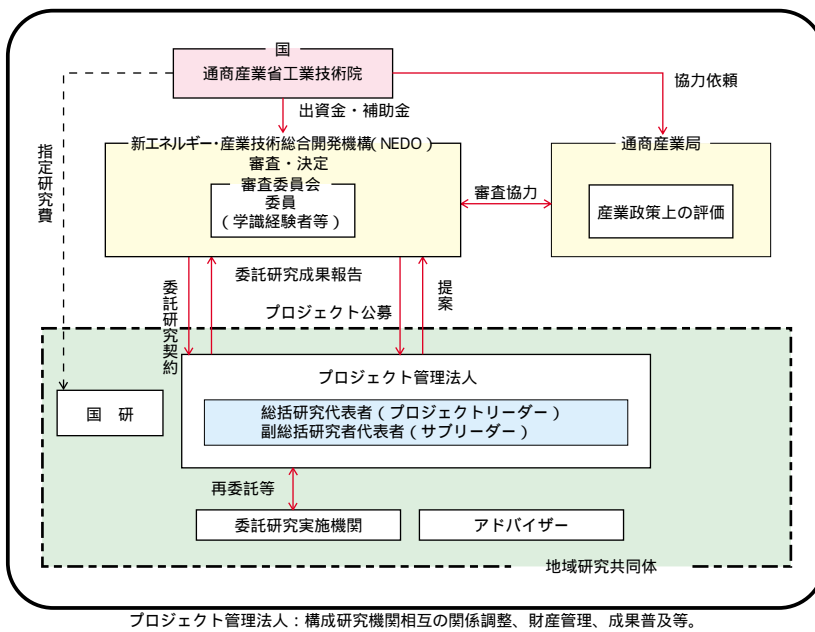 国
通商産業省工業技術院
協力依頼
出資金・補助金
指定研究費
新エネルギー・産業技術総合開発機構(NEDO)
審査・決定
審査委員会
委員
(学識経験者等)
審査協力
通商産業局
産業政策上の評価
委託研究契約
委託研究成果報告
プロジェクト公募
提案
プロジェクト管理法人
総括研究代表者(プロジェクトリーダー)
副総括研究者代表者(サブリーダー)
国 研
再委託等
委託研究実施機関
アドバイザー
地域研究共同体
プロジェクト管理法人:構成研究機関相互の関係調整、財産管理、成果普及等。